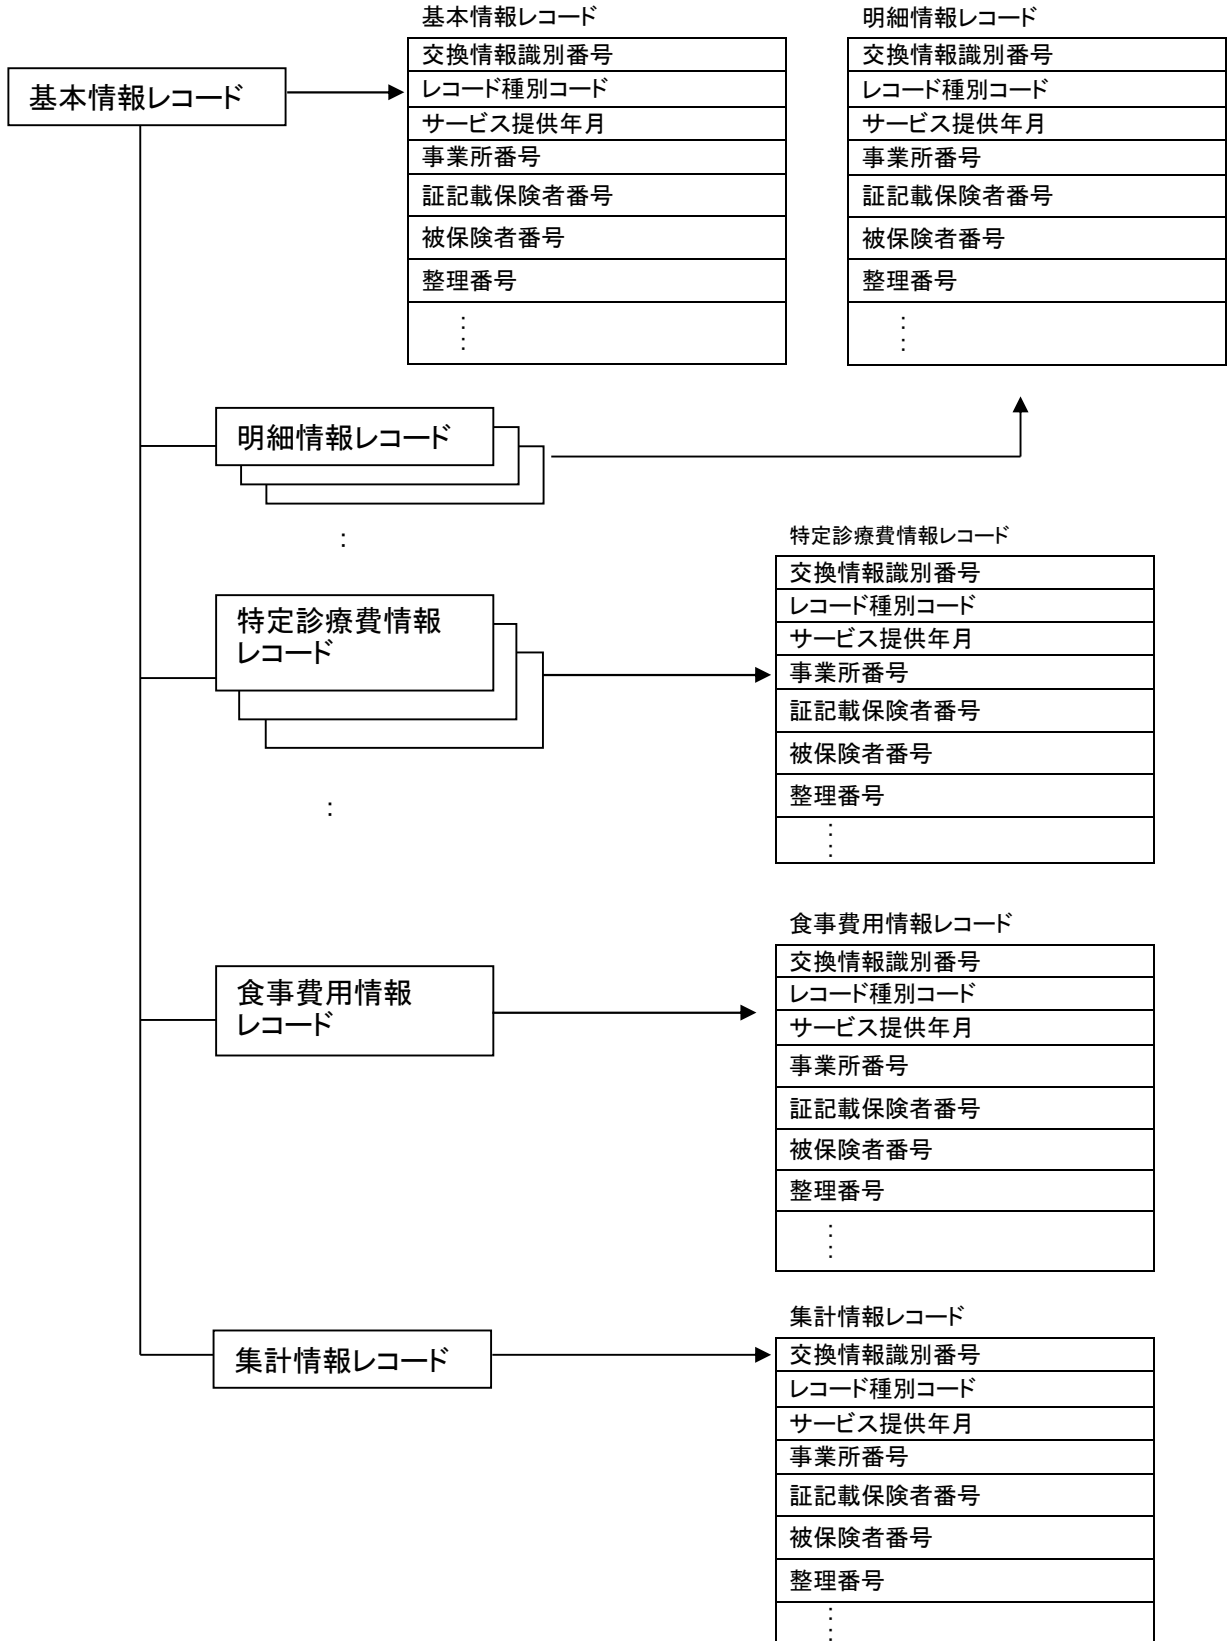 基本情報レコード
基本情報レコード
交換情報識別番号
レコード種別コード
サービス提供年月
事業所番号
証記載保険者番号
被保険者番号
整理番号
：
：
明細情報レコード
交換情報識別番号
レコード種別コード
サービス提供年月
事業所番号
証記載保険者番号
被保険者番号
整理番号
：
：
明細情報レコード
：
特定診療費情報
レコード
：
特定診療費情報レコード
交換情報識別番号
レコード種別コード
サービス提供年月
事業所番号
証記載保険者番号
被保険者番号
整理番号
：
：
食事費用情報
レコード
食事費用情報レコード
交換情報識別番号
レコード種別コード
サービス提供年月
事業所番号
証記載保険者番号
被保険者番号
整理番号
：
：
集計情報レコード
集計情報レコード
交換情報識別番号
レコード種別コード
サービス提供年月
事業所番号
証記載保険者番号
被保険者番号
整理番号
：
：